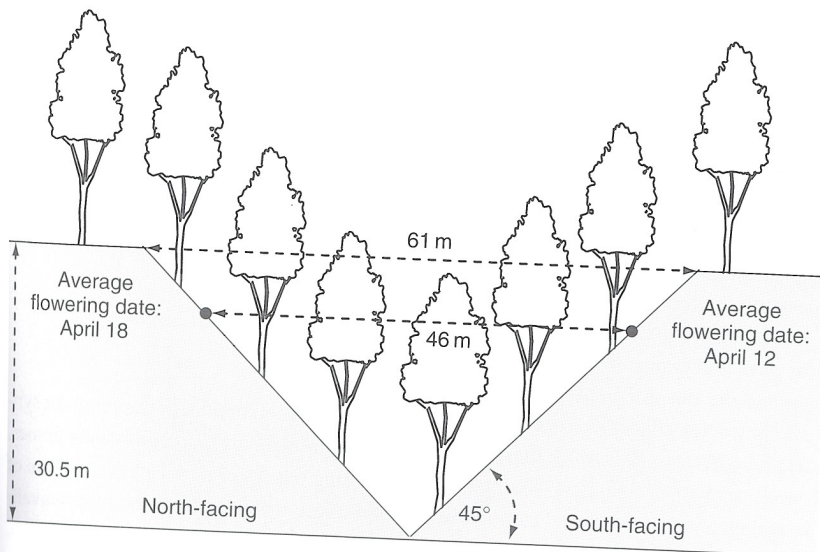 61 m
Average
flowering date:
April 18
Average
flowering date:
April 12
46 m
30.5 m
North-facing
45°
South-facing